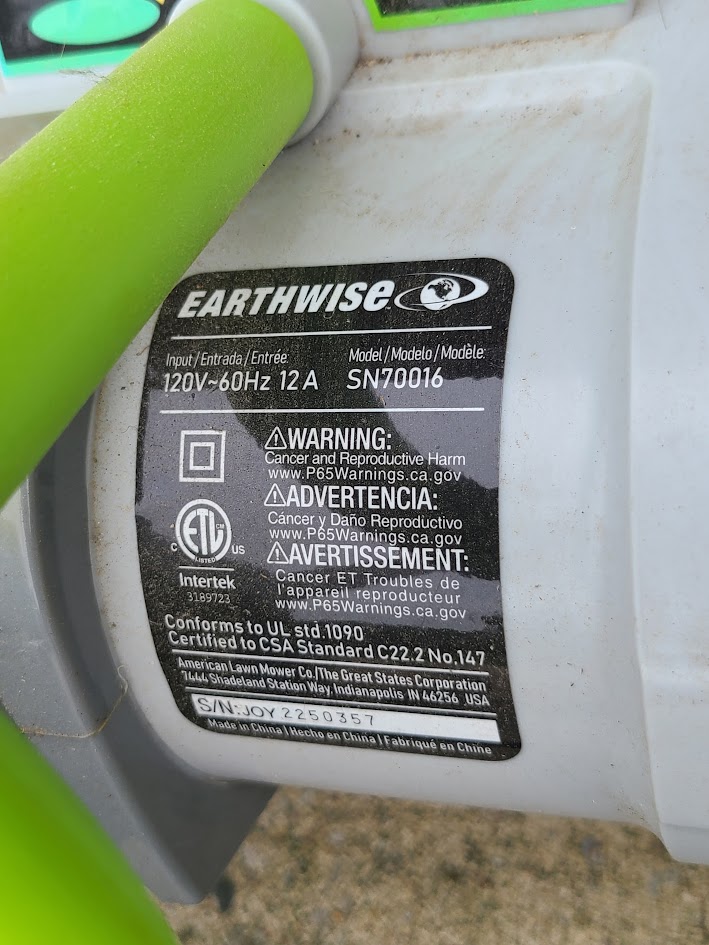 EARTHWISE
Input/Entrada/Entrée: Model/Modelo/Modèle:
120V~60Hz 12A SN70016
WARNING:
Cancer and Reproductive Harm
www.P65Warnings.ca.gov
ADVERTENCIA:
Cáncer y Daño Reproductivo
www.P65Warnings.ca.gov
AVERTISSEMENT:
Cancer ET Troubles de
l'appareil reproducteur
www.P65Warnings.ca.gov
ETL CM
LISTED
C US
Intertek
3189723
Conforms to UL std.1090
Certified to CSA Standard C22.2 No.147
American Lawn Mower Co./The Great States Corporation
7444 Shadeland Station Way, Indianapolis IN 46256 USA
S/N:JOY2250357
Made in China | Hecho en China | Fabriqué en Chine